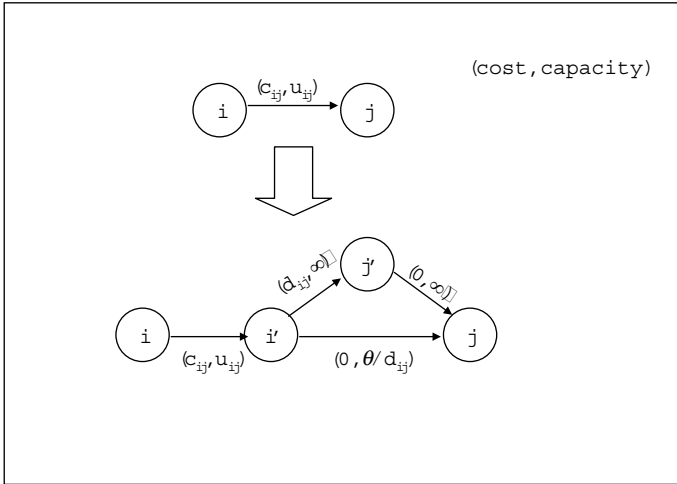 (cost,capacity)
(c_ij,u_ij)
i
j
j'
(d_ij,∞)
(0,∞)
i
i'
j
(c_ij,u_ij)
(0,θ/d_ij)